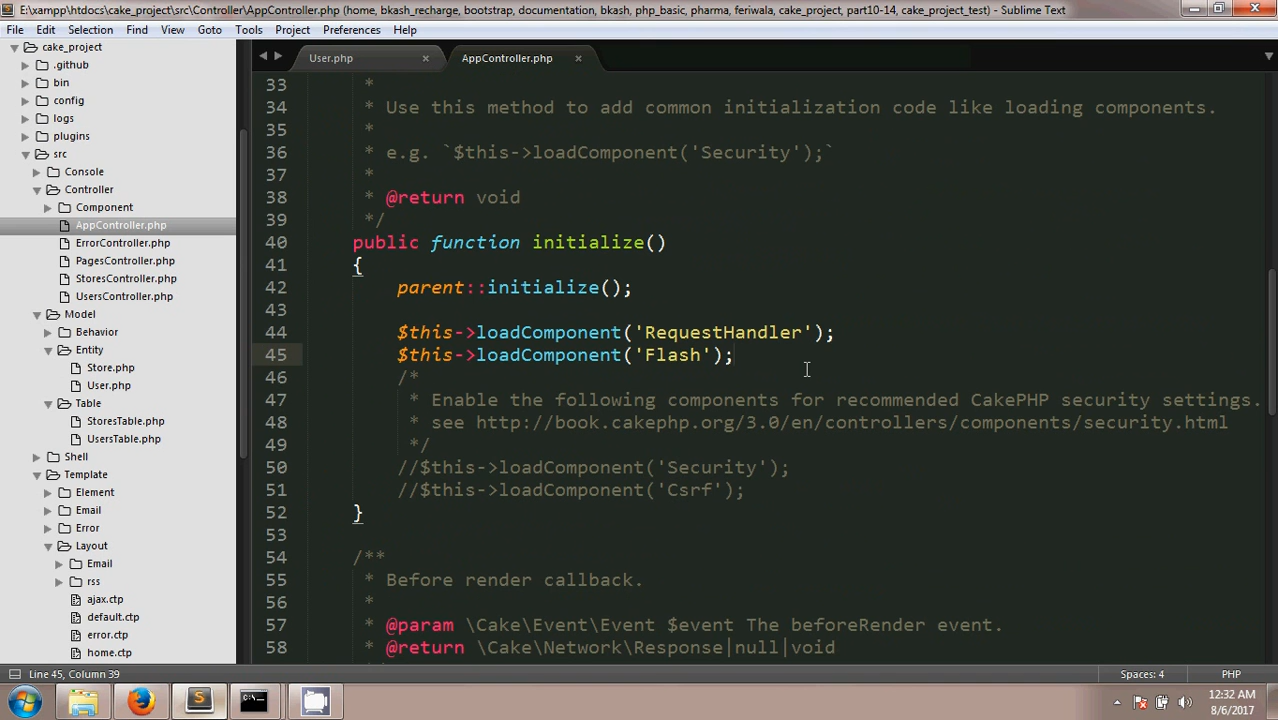 E:\xampp\htdocs\cake_project\src\Controller\AppController.php (home, bkash_recharge, bootstrap, documentation, bkash, php_basic, pharma, feriwala, cake_project, part10-14, cake_project_test) - Sublime Text
File Edit Selection Find View Goto Tools Project Preferences Help
cake_project
.github
bin
config
logs
plugins
src
Console
Controller
Component
AppController.php
ErrorController.php
PagesController.php
StoresController.php
UsersController.php
Model
Behavior
Entity
Store.php
User.php
Table
StoresTable.php
UsersTable.php
Shell
Template
Element
Email
Error
Layout
Email
rss
ajax.ctp
default.ctp
error.ctp
home.ctp
User.php × AppController.php ×
33 *
34 * Use this method to add common initialization code like loading components.
35 *
36 * e.g. `$this->loadComponent('Security');`
37 *
38 * @return void
39 */
40 public function initialize()
41 {
42 parent::initialize();
43
44 $this->loadComponent('RequestHandler');
45 $this->loadComponent('Flash');
46 /*
47 * Enable the following components for recommended CakePHP security settings.
48 * see http://book.cakephp.org/3.0/en/controllers/components/security.html
49 */
50 //$this->loadComponent('Security');
51 //$this->loadComponent('Csrf');
52 }
53
54 /**
55 * Before render callback.
56 *
57 * @param \Cake\Event\Event $event The beforeRender event.
58 * @return \Cake\Network\Response|null|void
Line 45, Column 39
Spaces: 4
PHP
12:32 AM
8/6/2017